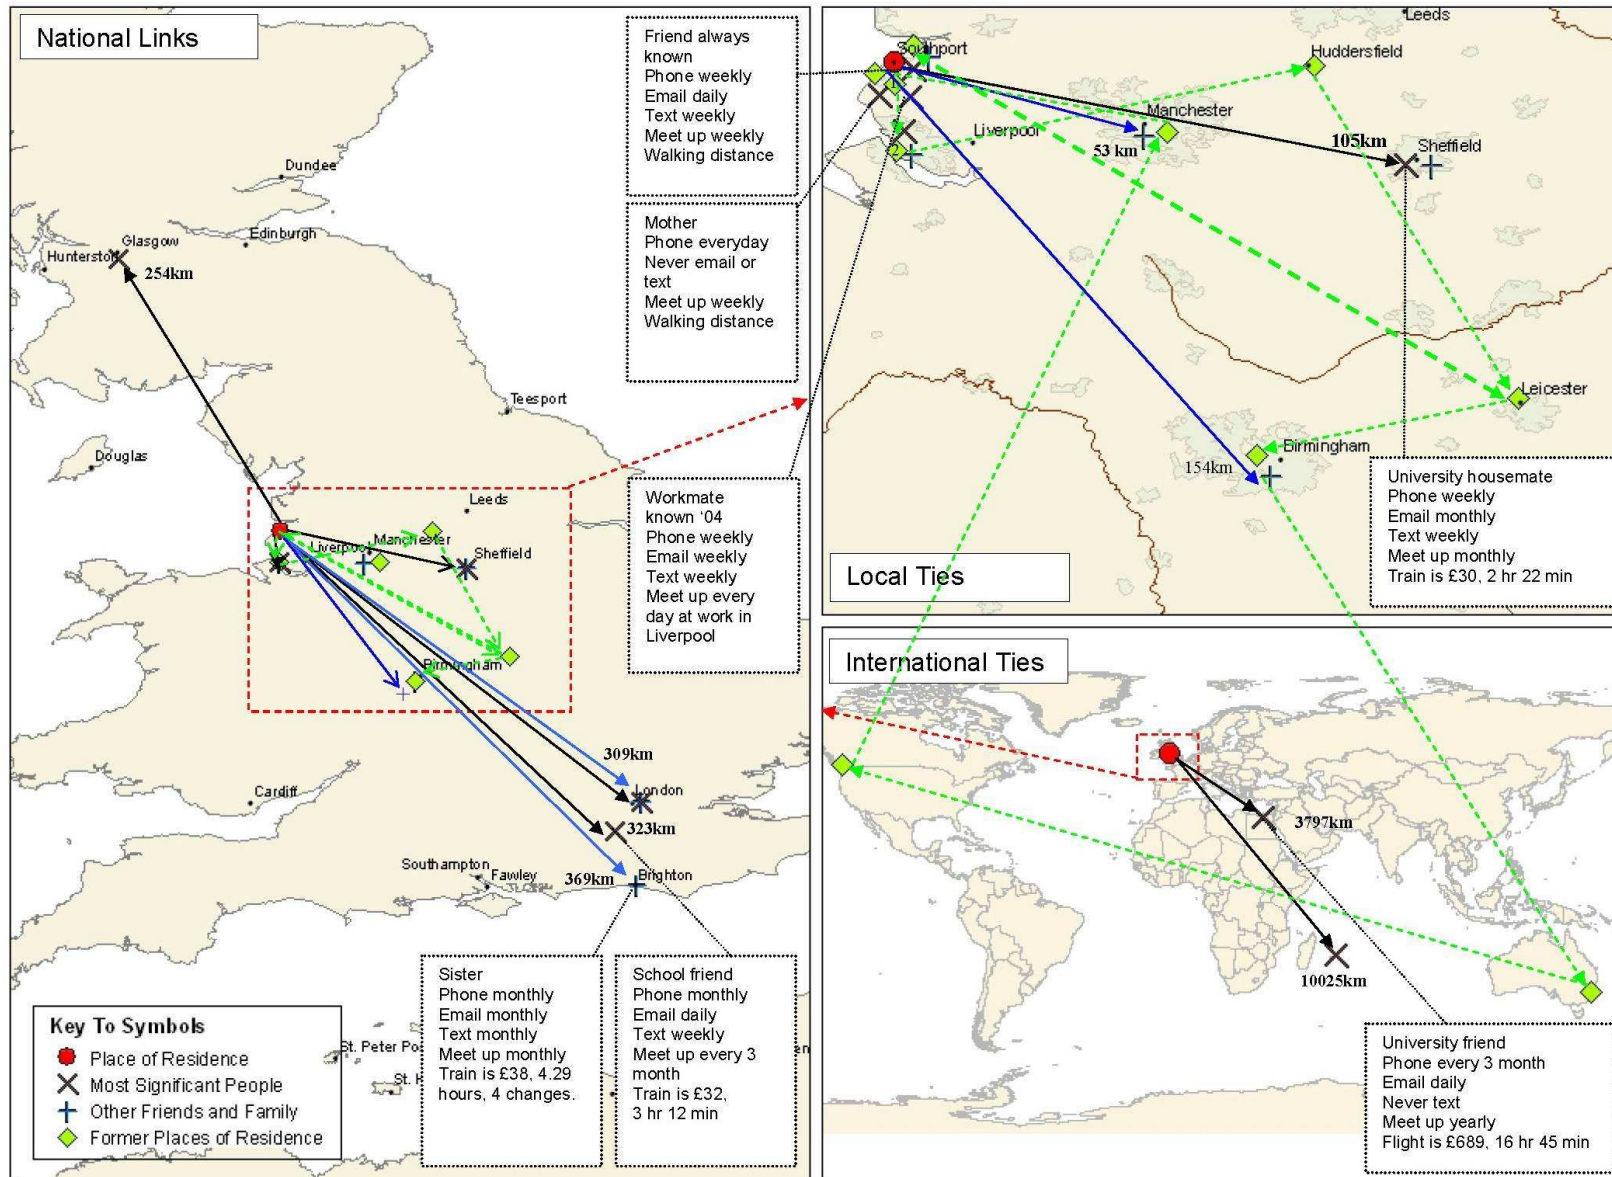 National Links
Dundee
Glasgow
Edinburgh
Hunterston
254km
Teesport
Douglas
Leeds
Liverpool
Manchester
Sheffield
Birmingham
309km
Cardiff
London
323km
Southampton
Fawley
369km
Brighton
Key To Symbols
Place of Residence
Most Significant People
Other Friends and Family
Former Places of Residence
St. Peter Po
St. H
en
Friend always
known
Phone weekly
Email daily
Text weekly
Meet up weekly
Walking distance
Mother
Phone everyday
Never email or
text
Meet up weekly
Walking distance
Workmate
known ‘04
Phone weekly
Email weekly
Text weekly
Meet up every
day at work in
Liverpool
Sister
Phone monthly
Email monthly
Text monthly
Meet up monthly
Train is £38, 4.29
hours, 4 changes.
School friend
Phone monthly
Email daily
Text weekly
Meet up every 3
month
Train is £32,
3 hr 12 min
Leeds
Southport
Huddersfield
1
Manchester
Liverpool
53 km
105km
Sheffield
2
Leicester
Birmingham
154km
University housemate
Phone weekly
Email monthly
Text weekly
Meet up monthly
Train is £30, 2 hr 22 min
Local Ties
International Ties
3797km
10025km
University friend
Phone every 3 month
Email daily
Never text
Meet up yearly
Flight is £689, 16 hr 45 min